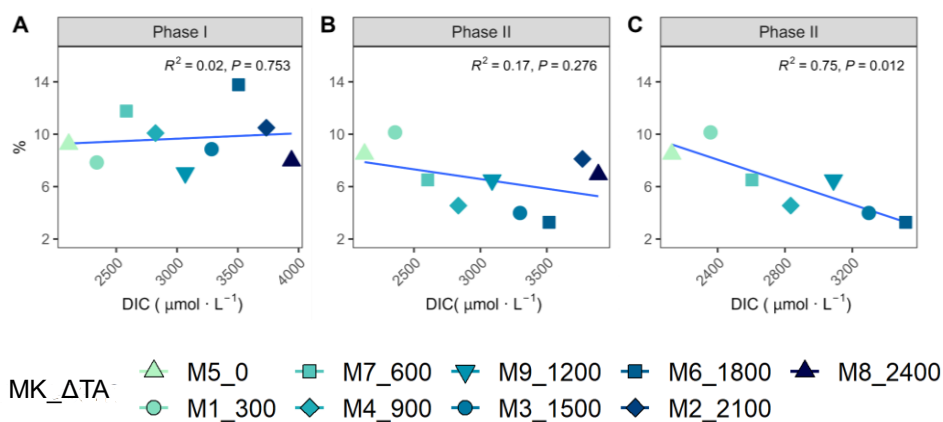 A
Phase I
R² = 0.02, P = 0.753
14
10
6
2
%
2500
3000
3500
4000
DIC ( μmol · L⁻¹)
B
Phase II
R² = 0.17, P = 0.276
14
10
6
2
2500
3000
3500
DIC( μmol · L⁻¹)
C
Phase II
R² = 0.75, P = 0.012
14
10
6
2
2400
2800
3200
DIC ( μmol · L⁻¹)
MK_ΔTA
M5_0
M7_600
M9_1200
M6_1800
M8_2400
M1_300
M4_900
M3_1500
M2_2100